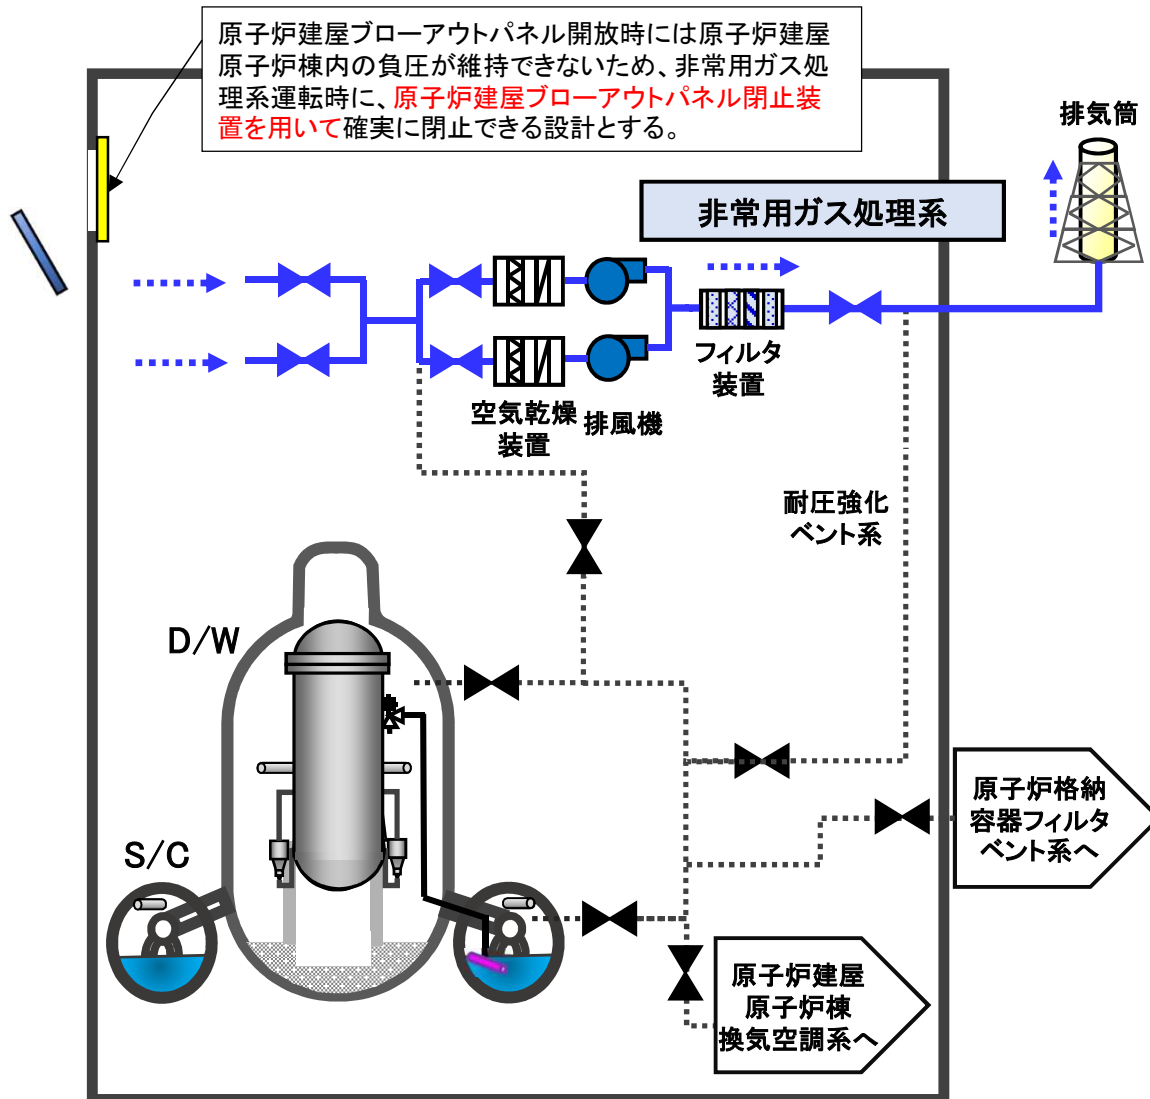 原子炉建屋ブローアウトパネル開放時には原子炉建屋
原子炉棟内の負圧が維持できないため、非常用ガス処
理系運転時に、原子炉建屋ブローアウトパネル閉止装
置を用いて確実に閉止できる設計とする。
排気筒
非常用ガス処理系
フィルタ
装置
空気乾燥
装置
排風機
耐圧強化
ベント系
D/W
S/C
原子炉格納
容器フィルタ
ベント系へ
原子炉建屋
原子炉棟
換気空調系へ